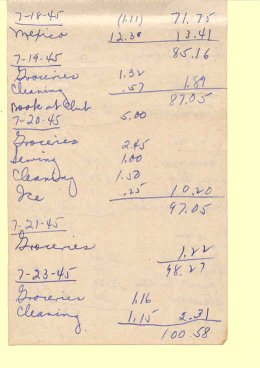 7-18-45 (1.11) 71.75
Mexico 12.30 13.41
85.16
7-19-45
Groceries 1.32
Cleaning .57 1.89
87.05
Book at Club 5.00
7-20-45
Groceries 2.45
Sewing 1.00
Cleaning 1.50
Ice .25 10.20
97.05
7-21-45
Groceries 1.22
98.27
7-23-45
Groceries 1.16
Cleaning 1.15 2.31
100.58